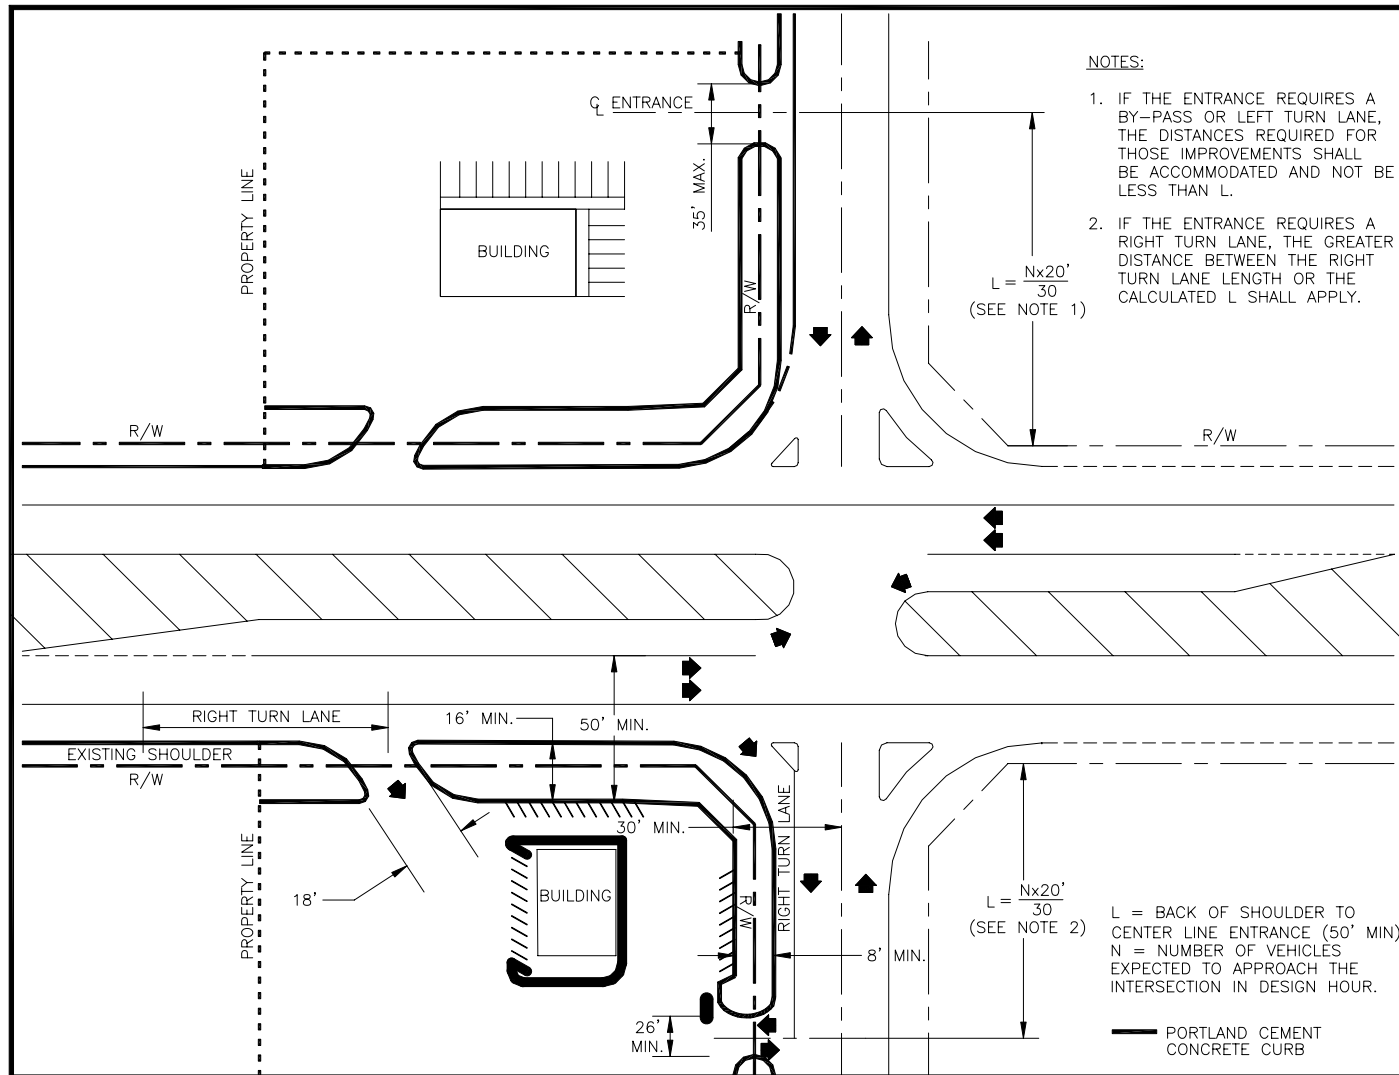 NOTES:
1. IF THE ENTRANCE REQUIRES A
BY-PASS OR LEFT TURN LANE,
THE DISTANCES REQUIRED FOR
THOSE IMPROVEMENTS SHALL
BE ACCOMMODATED AND NOT BE
LESS THAN L.
2. IF THE ENTRANCE REQUIRES A
RIGHT TURN LANE, THE GREATER
DISTANCE BETWEEN THE RIGHT
TURN LANE LENGTH OR THE
CALCULATED L SHALL APPLY.
℄ ENTRANCE
35' MAX.
PROPERTY LINE
BUILDING
R/W
L = Nx20'
30
(SEE NOTE 1)
R/W
R/W
RIGHT TURN LANE
16' MIN.
50' MIN.
EXISTING SHOULDER
R/W
30' MIN.
RIGHT TURN LANE
PROPERTY LINE
18'
BUILDING
R/W
8' MIN.
L = Nx20'
30
(SEE NOTE 2)
26'
MIN.
L = BACK OF SHOULDER TO
CENTER LINE ENTRANCE (50' MIN)
N = NUMBER OF VEHICLES
EXPECTED TO APPROACH THE
INTERSECTION IN DESIGN HOUR.
PORTLAND CEMENT
CONCRETE CURB